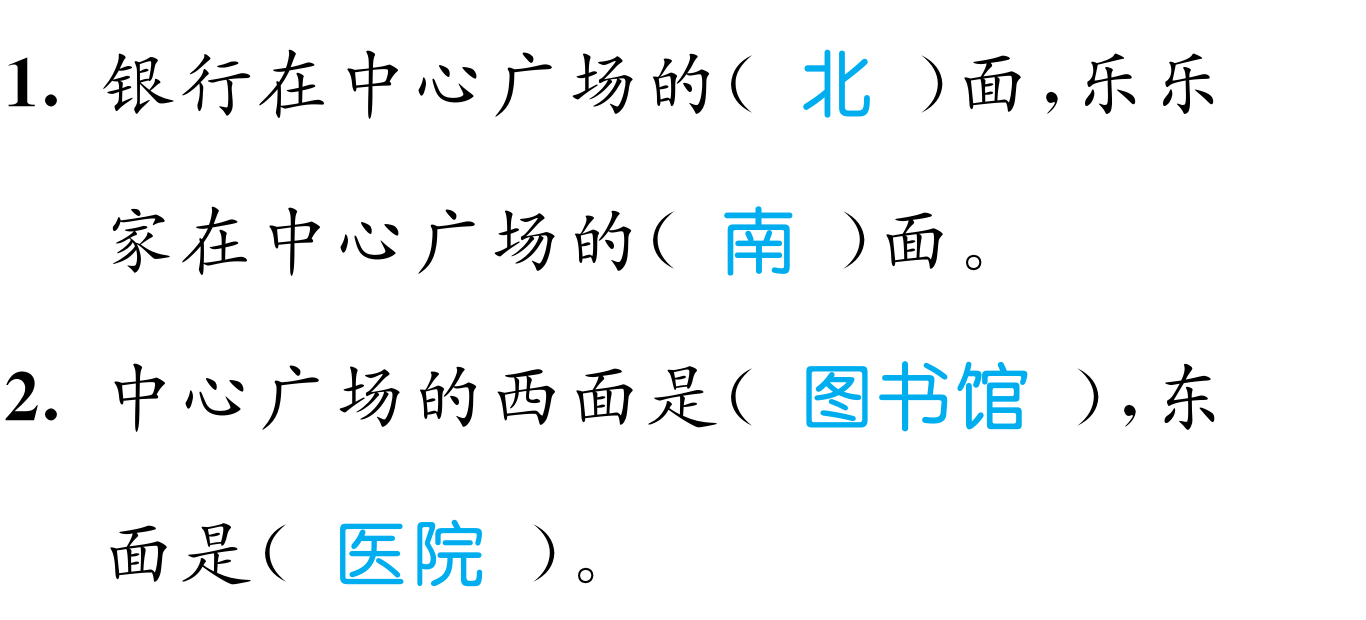 1. 银行在中心广场的( 北 )面,乐乐
家在中心广场的( 南 )面。
2. 中心广场的西面是( 图书馆 ),东
面是( 医院 )。